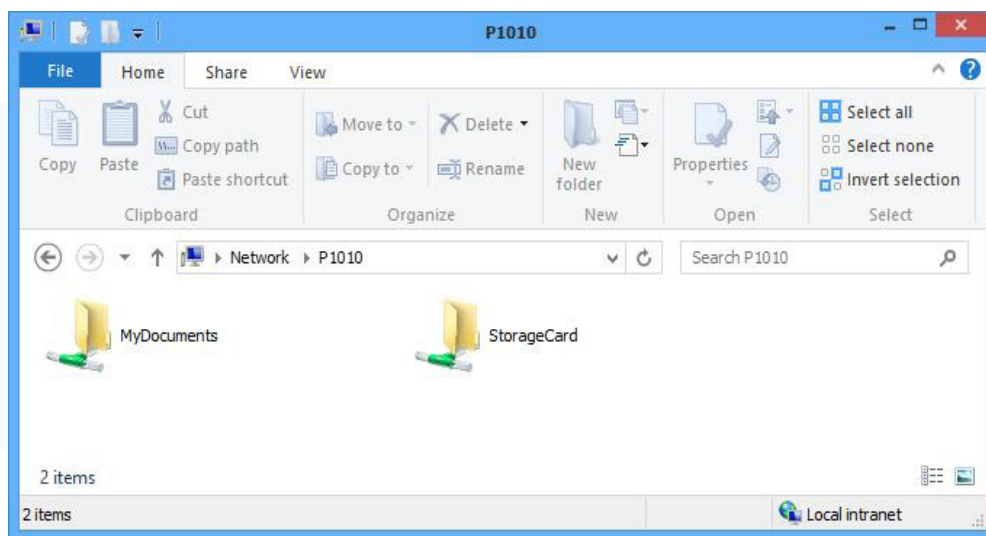 P1010
File Home Share View
Copy
Paste
Cut
Copy path
Paste shortcut
Clipboard
Move to
Copy to
Delete
Rename
Organize
New
folder
New
Properties
Open
Select all
Select none
Invert selection
Select
Network P1010
Search P1010
MyDocuments
StorageCard
2 items
2 items
Local intranet